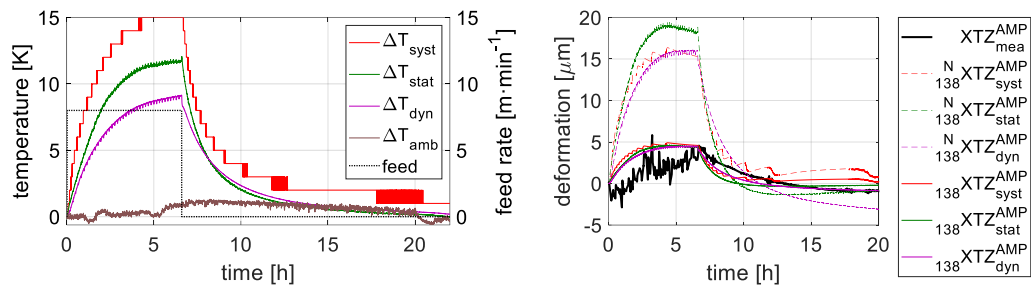 15
10
5
0
temperature [K]
0
5
10
15
20
time [h]
15
10
5
0
feed rate [m·min⁻¹]
ΔT_syst
ΔT_stat
ΔT_dyn
ΔT_amb
feed
20
15
10
5
0
-5
deformation [μm]
0
5
10
15
20
time [h]
XTZ^AMP_mea
^N_138XTZ^AMP_syst
^N_138XTZ^AMP_stat
^N_138XTZ^AMP_dyn
_138XTZ^AMP_syst
_138XTZ^AMP_stat
_138XTZ^AMP_dyn